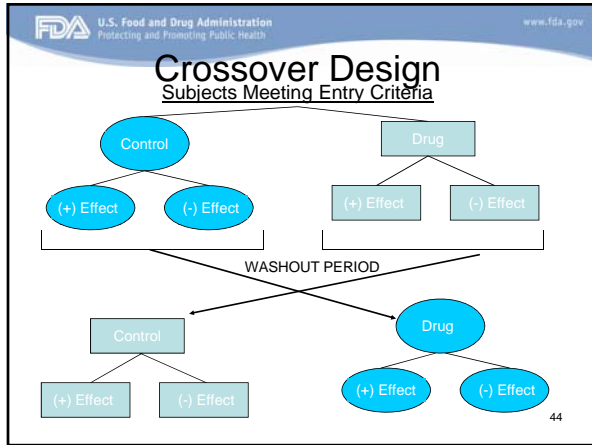 FDA U.S. Food and Drug Administration www.fda.gov
Protecting and Promoting Public Health
Crossover Design
Subjects Meeting Entry Criteria
Control Drug
(+) Effect (-) Effect (+) Effect (-) Effect
WASHOUT PERIOD
Control Drug
(+) Effect (-) Effect (+) Effect (-) Effect
44